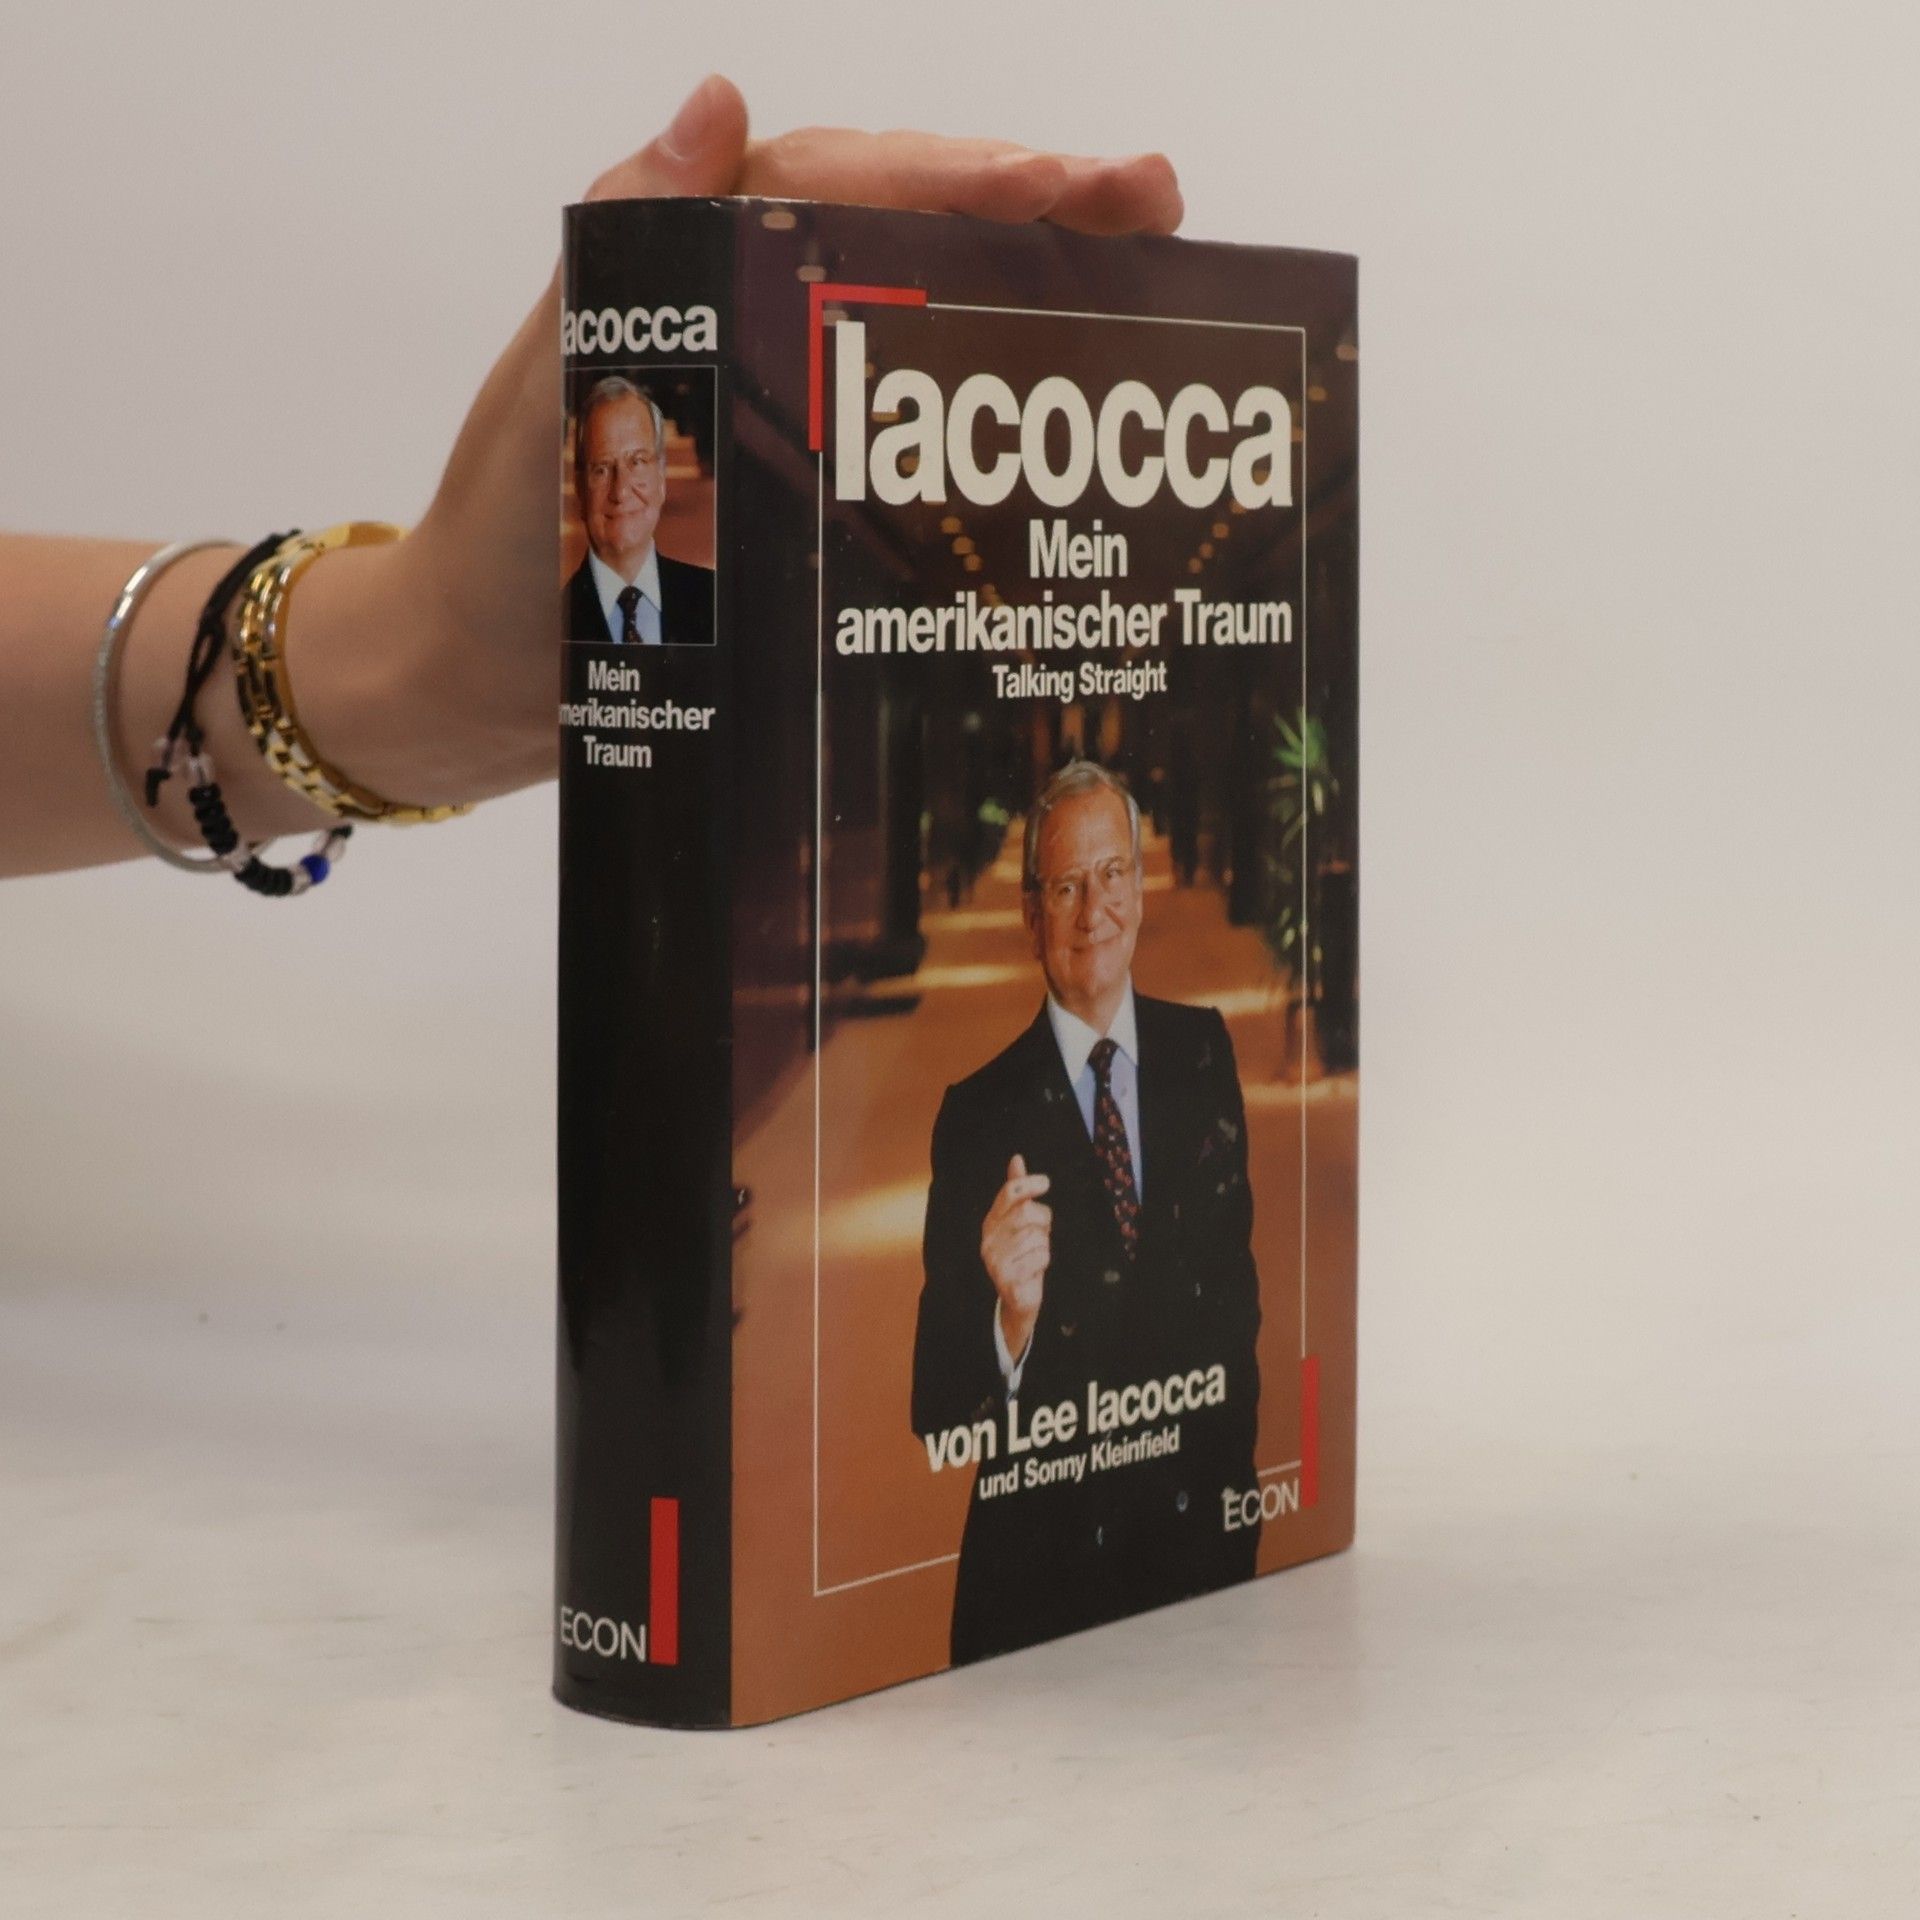 Iacocca
Mein
amerikanischer
Traum
ECON
Iacocca
Mein
amerikanischer Traum
Talking Straight
von Lee Iacocca
und Sonny Kleinfield
ECON